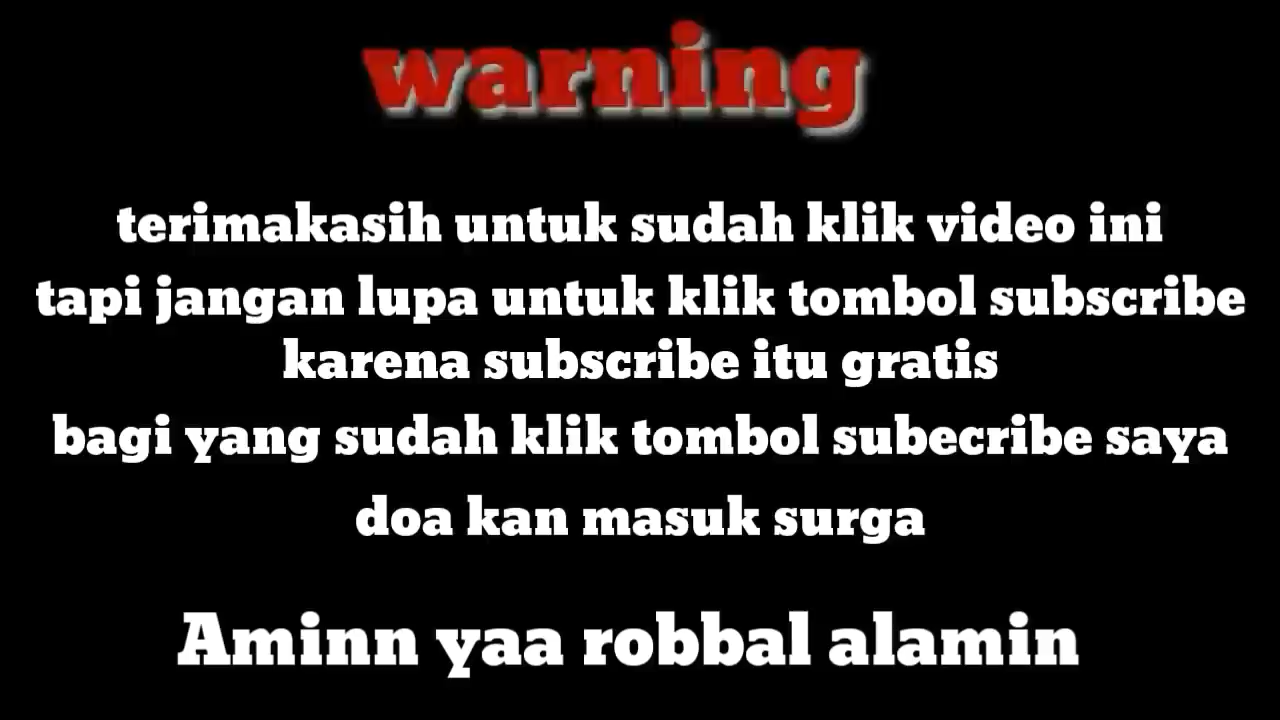 warning
terimakasih untuk sudah klik video ini
tapi jangan lupa untuk klik tombol subscribe
karena subscribe itu gratis
bagi yang sudah klik tombol subecribe saya
doa kan masuk surga
Aminn yaa robbal alamin